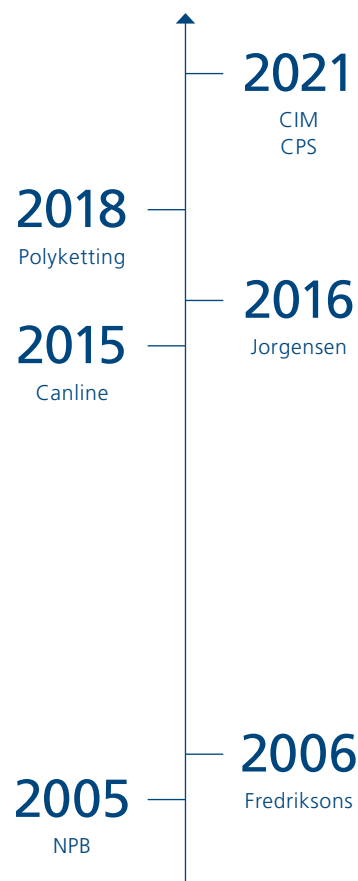 2021
CIM
CPS
2018
Polyketting
2016
Jorgensen
2015
Canline
2006
Fredriksons
2005
NPB